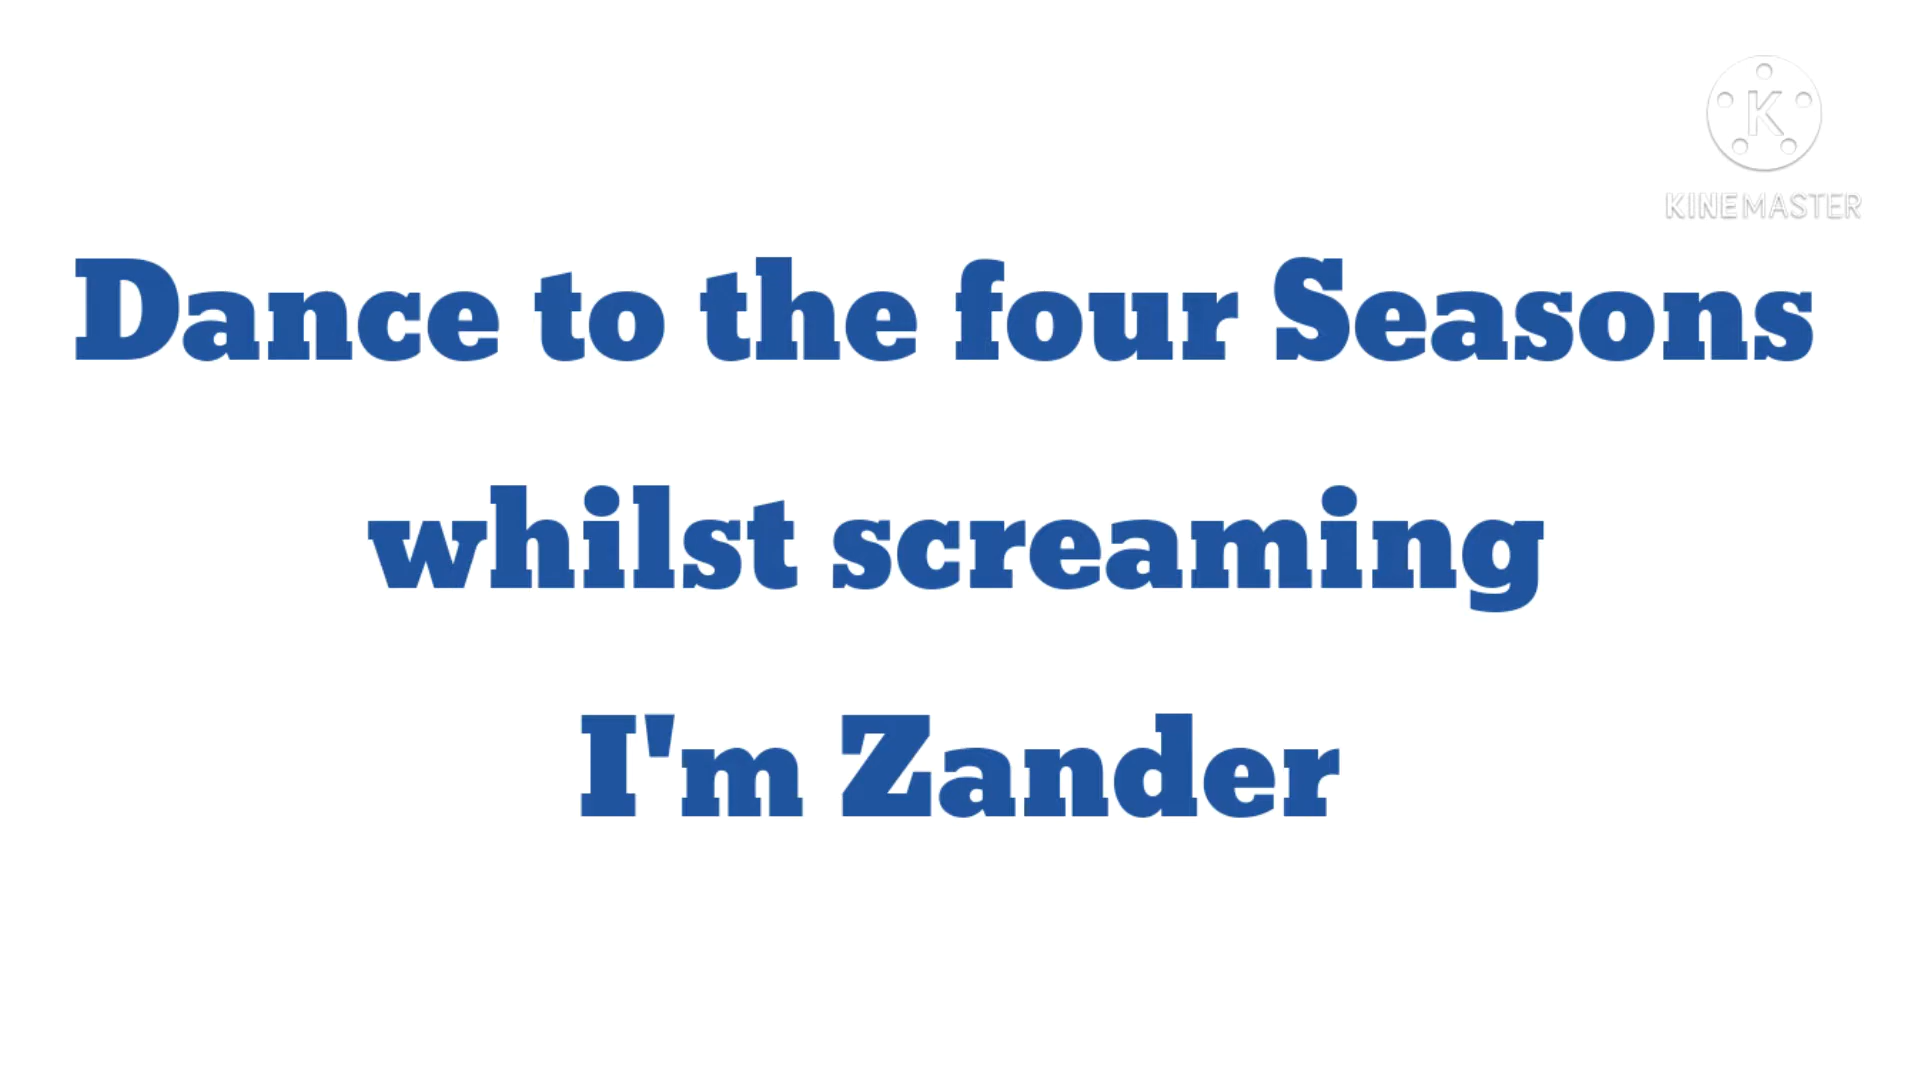 K
KINEMASTER
Dance to the four Seasons
whilst screaming
I'm Zander